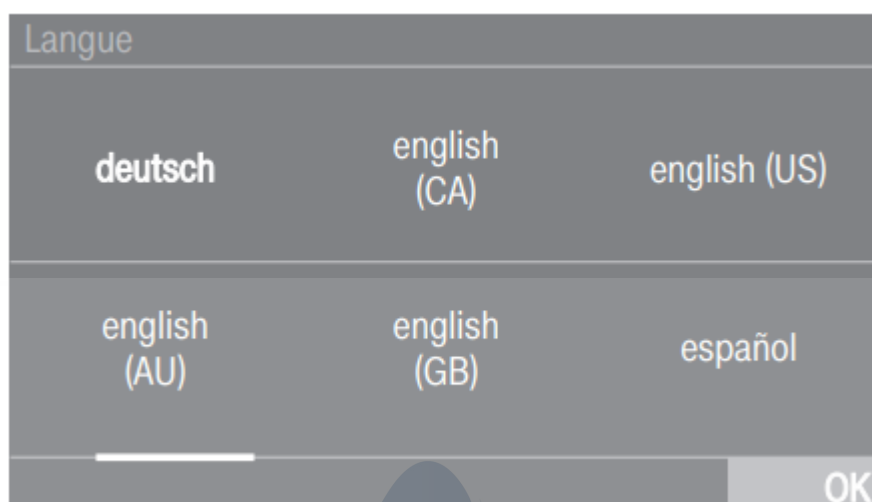 Langue
deutsch
english
(CA)
english (US)
english
(AU)
english
(GB)
español
OK